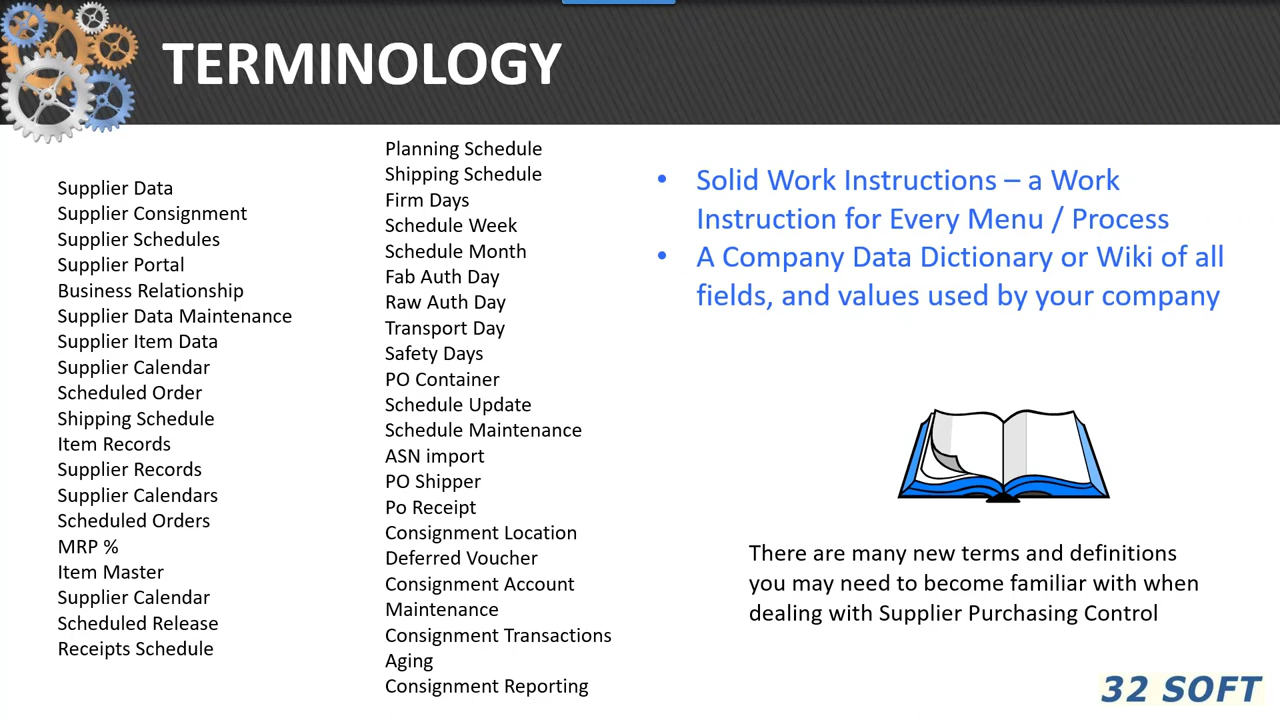 TERMINOLOGY
Supplier Data
Supplier Consignment
Supplier Schedules
Supplier Portal
Business Relationship
Supplier Data Maintenance
Supplier Item Data
Supplier Calendar
Scheduled Order
Shipping Schedule
Item Records
Supplier Records
Supplier Calendars
Scheduled Orders
MRP %
Item Master
Supplier Calendar
Scheduled Release
Receipts Schedule
Planning Schedule
Shipping Schedule
Firm Days
Schedule Week
Schedule Month
Fab Auth Day
Raw Auth Day
Transport Day
Safety Days
PO Container
Schedule Update
Schedule Maintenance
ASN import
PO Shipper
Po Receipt
Consignment Location
Deferred Voucher
Consignment Account
Maintenance
Consignment Transactions
Aging
Consignment Reporting
• Solid Work Instructions – a Work
Instruction for Every Menu / Process
• A Company Data Dictionary or Wiki of all
fields, and values used by your company
There are many new terms and definitions
you may need to become familiar with when
dealing with Supplier Purchasing Control
32 SOFT